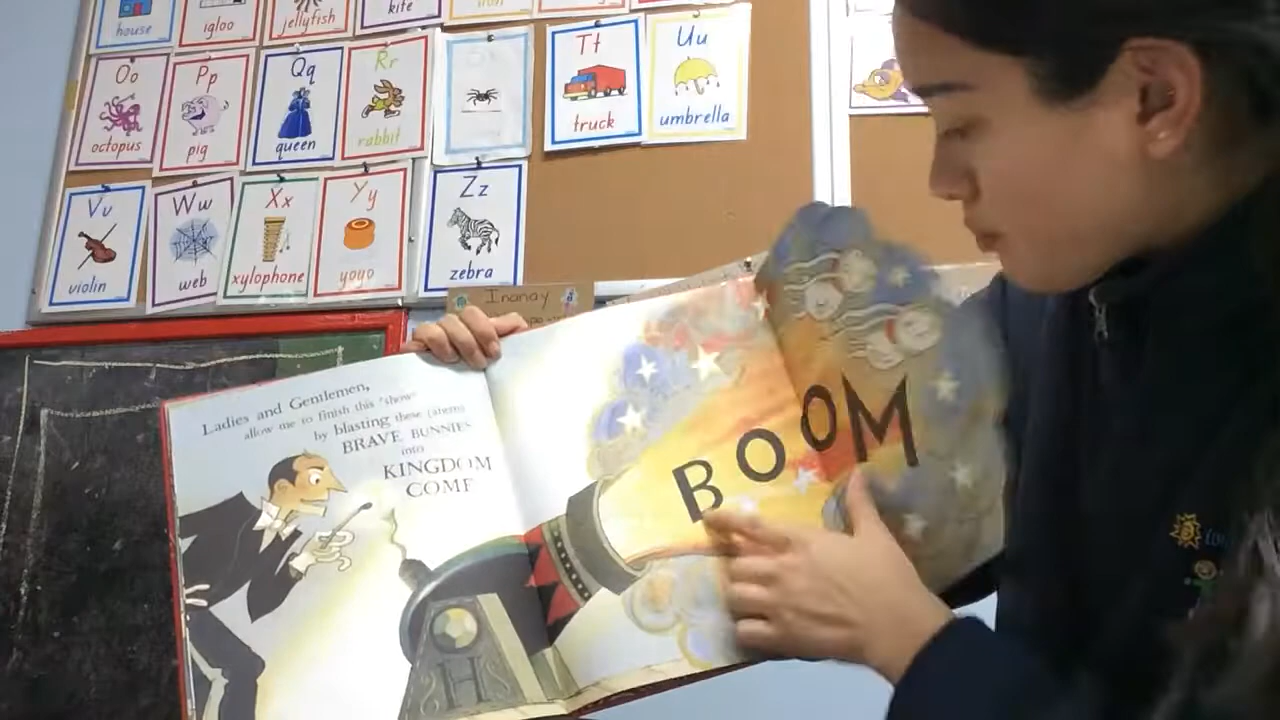 house
igloo
jellyfish
kite
Oo
octopus
Pp
pig
Qq
queen
Rr
rabbit
Tt
truck
Uu
umbrella
Vv
violin
Ww
web
Xx
xylophone
Yy
yoyo
Zz
zebra
Inanay
Ladies and Gentlemen,
allow me to finish this "show"
by blasting these (ahem)
BRAVE BUNNIES
into
KINGDOM
COME
BOOM
H